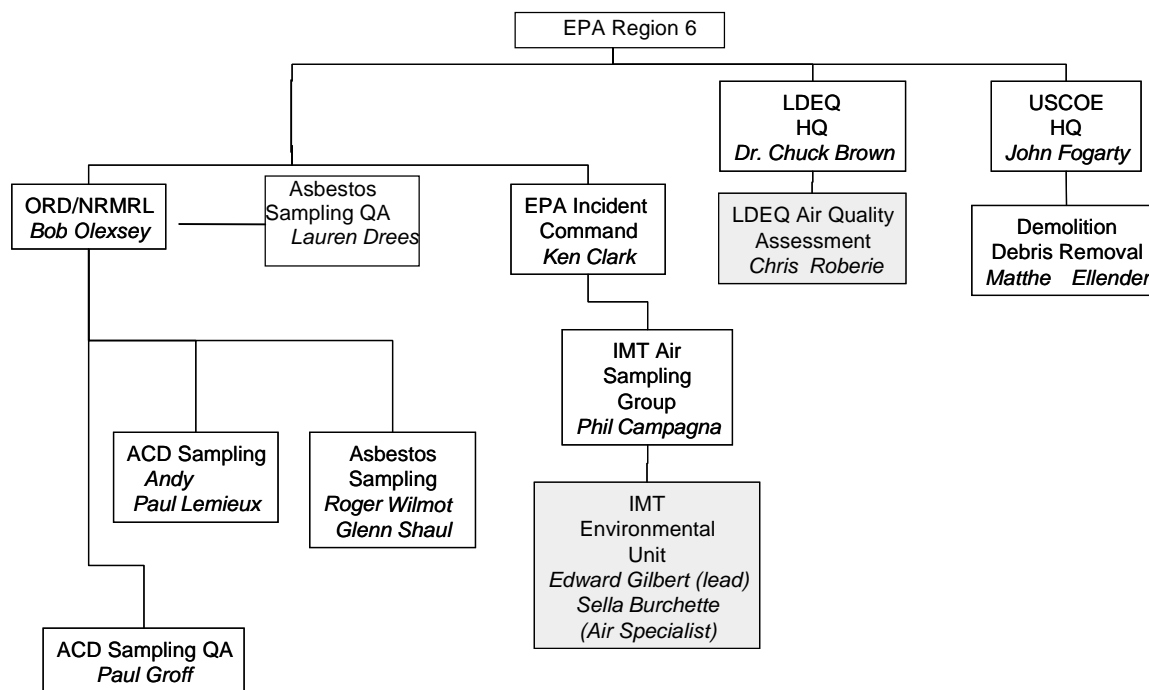 EPA Region 6
LDEQ
HQ
Dr. Chuck Brown
USCOE
HQ
John Fogarty
ORD/NRMRL
Bob Olexsey
Asbestos
Sampling QA
Lauren Drees
EPA Incident
Command
Ken Clark
LDEQ Air Quality
Assessment
Chris Roberie
Demolition
Debris Removal
Matthe Ellender
IMT Air
Sampling
Group
Phil Campagna
ACD Sampling
Andy
Paul Lemieux
Asbestos
Sampling
Roger Wilmot
Glenn Shaul
IMT
Environmental
Unit
Edward Gilbert (lead)
Sella Burchette
(Air Specialist)
ACD Sampling QA
Paul Groff